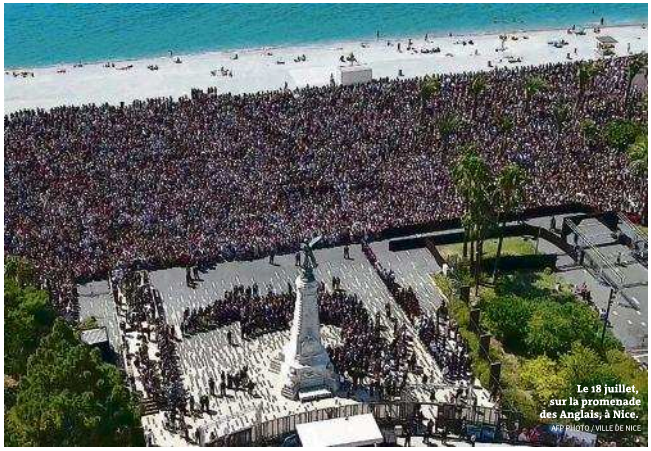 Le 18 juillet,
sur la promenade
des Anglais, à Nice.
AFP PHOTO / VILLE DE NICE